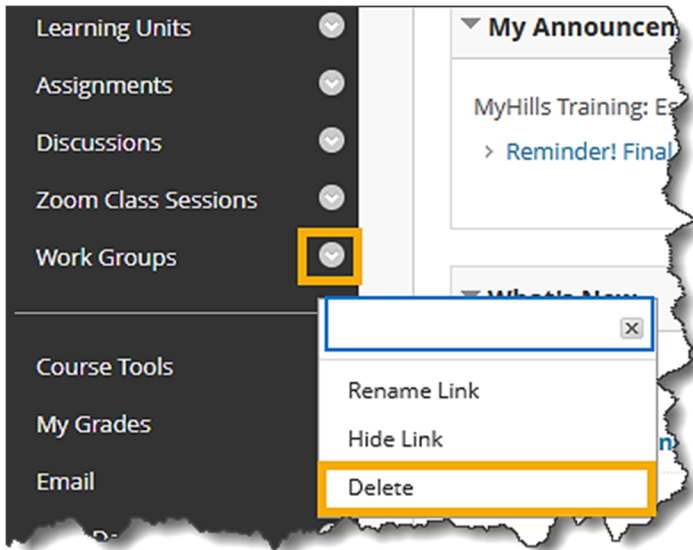 Learning Units
Assignments
Discussions
Zoom Class Sessions
Work Groups
Course Tools
My Grades
Email
My Announcem
MyHills Training: Es
> Reminder! Final
What's New
Rename Link
Hide Link
Delete